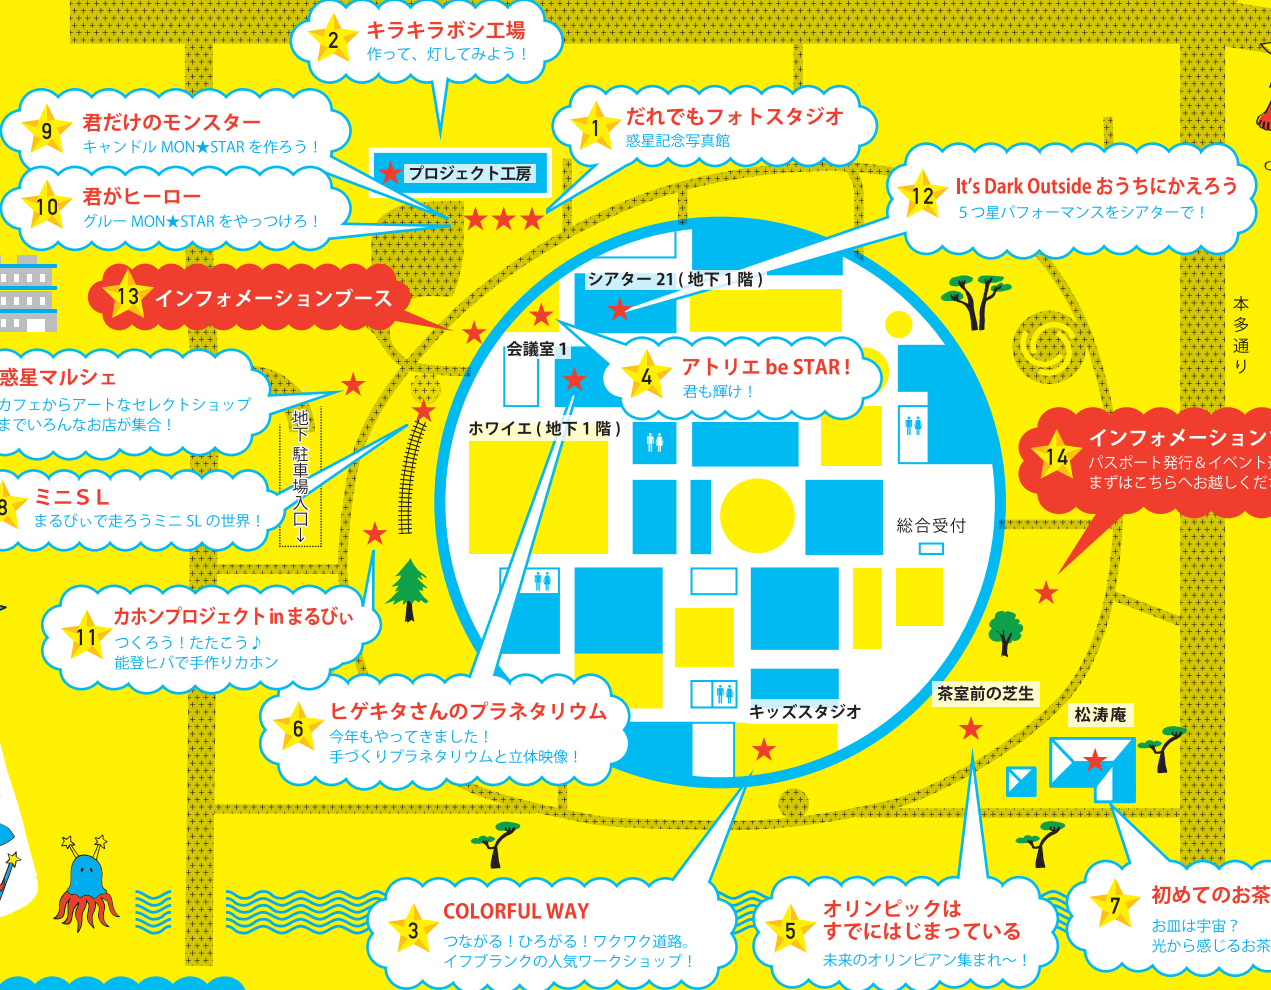 2
キラキラボシ工場
作って、灯してみよう！
9
君だけのモンスター
キャンドル MON★STAR を作ろう！
1
だれでもフォトスタジオ
惑星記念写真館
プロジェクト工房
10
君がヒーロー
グルー MON★STAR をやっつけろ！
12
It's Dark Outside おうちにかえろう
５つ星パフォーマンスをシアターで！
13
インフォメーションブース
シアター 21 ( 地下 1 階 )
本多通り
会議室 1
4
アトリエ be STAR！
君も輝け！
惑星マルシェ
カフェからアートなセレクトショップ
までいろんなお店が集合！
地下駐車場入口→
ホワイエ ( 地下 1 階 )
14
インフォメーション
パスポート発行＆イベント
まずはこちらへお越しくだ
8
ミニＳＬ
まるびぃで走ろうミニ SL の世界！
総合受付
11
カホンプロジェクト in まるびぃ
つくろう！たたこう♪
能登ヒバで手作りカホン
6
ヒゲキタさんのプラネタリウム
今年もやってきました！
手づくりプラネタリウムと立体映像！
キッズスタジオ
茶室前の芝生
松涛庵
3
COLORFUL WAY
つながる！ひろがる！ワクワク道路。
イフブランクの人気ワークショップ！
5
オリンピックは
すでにはじまっている
未来のオリンピアン集まれ〜！
7
初めてのお茶
お皿は宇宙？
光から感じるお茶